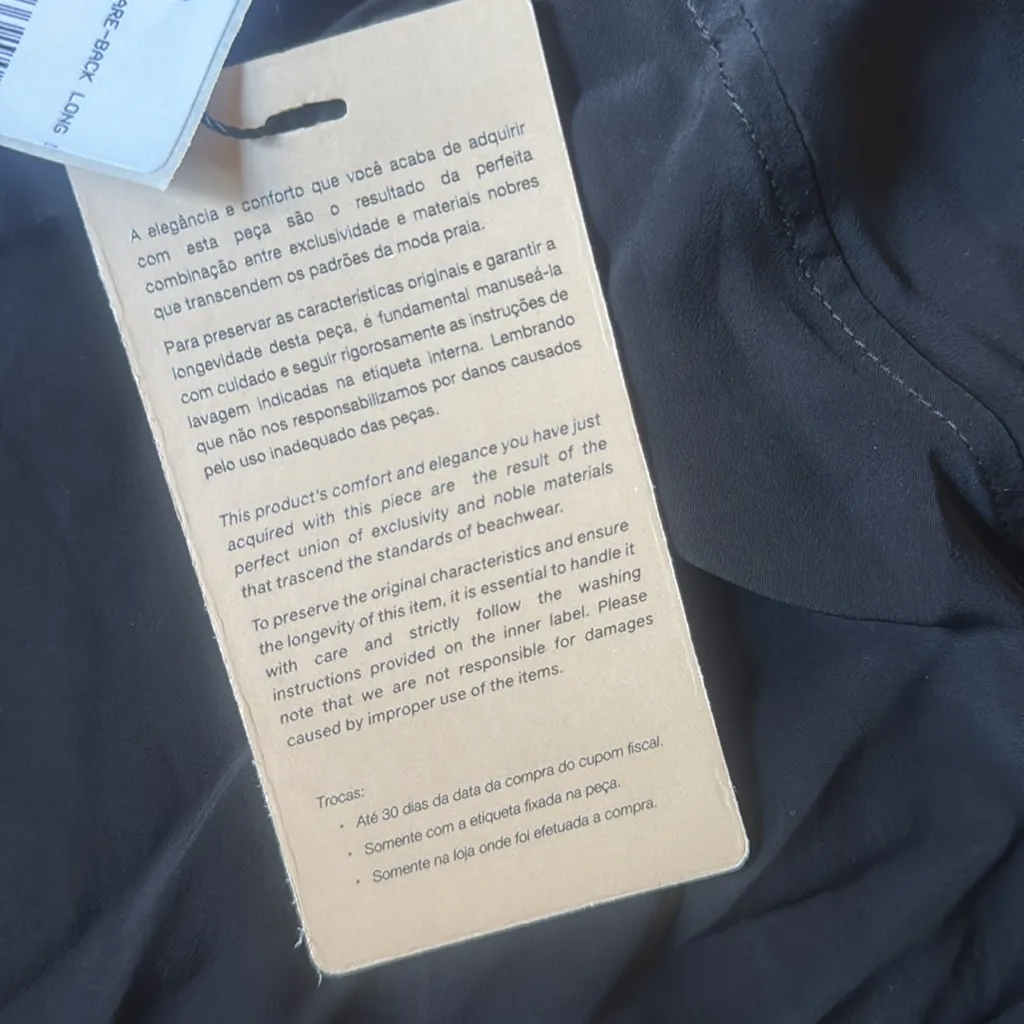 ARE-BACK LONG
A elegância e conforto que você acaba de adquirir
com esta peça são o resultado da perfeita
combinação entre exclusividade e materiais nobres
que transcendem os padrões da moda praia.
Para preservar as características originais e garantir a
longevidade desta peça, é fundamental manuseá-la
com cuidado e seguir rigorosamente as instruções de
lavagem indicadas na etiqueta interna. Lembrando
que não nos responsabilizamos por danos causados
pelo uso inadequado das peças.
This product's comfort and elegance you have just
acquired with this piece are the result of the
perfect union of exclusivity and noble materials
that trascend the standards of beachwear.
To preserve the original characteristics and ensure
the longevity of this item, it is essential to handle it
with care and strictly follow the washing
instructions provided on the inner label. Please
note that we are not responsible for damages
caused by improper use of the items.
Trocas:
· Até 30 dias da data da compra do cupom fiscal.
· Somente com a etiqueta fixada na peça.
· Somente na loja onde foi efetuada a compra.